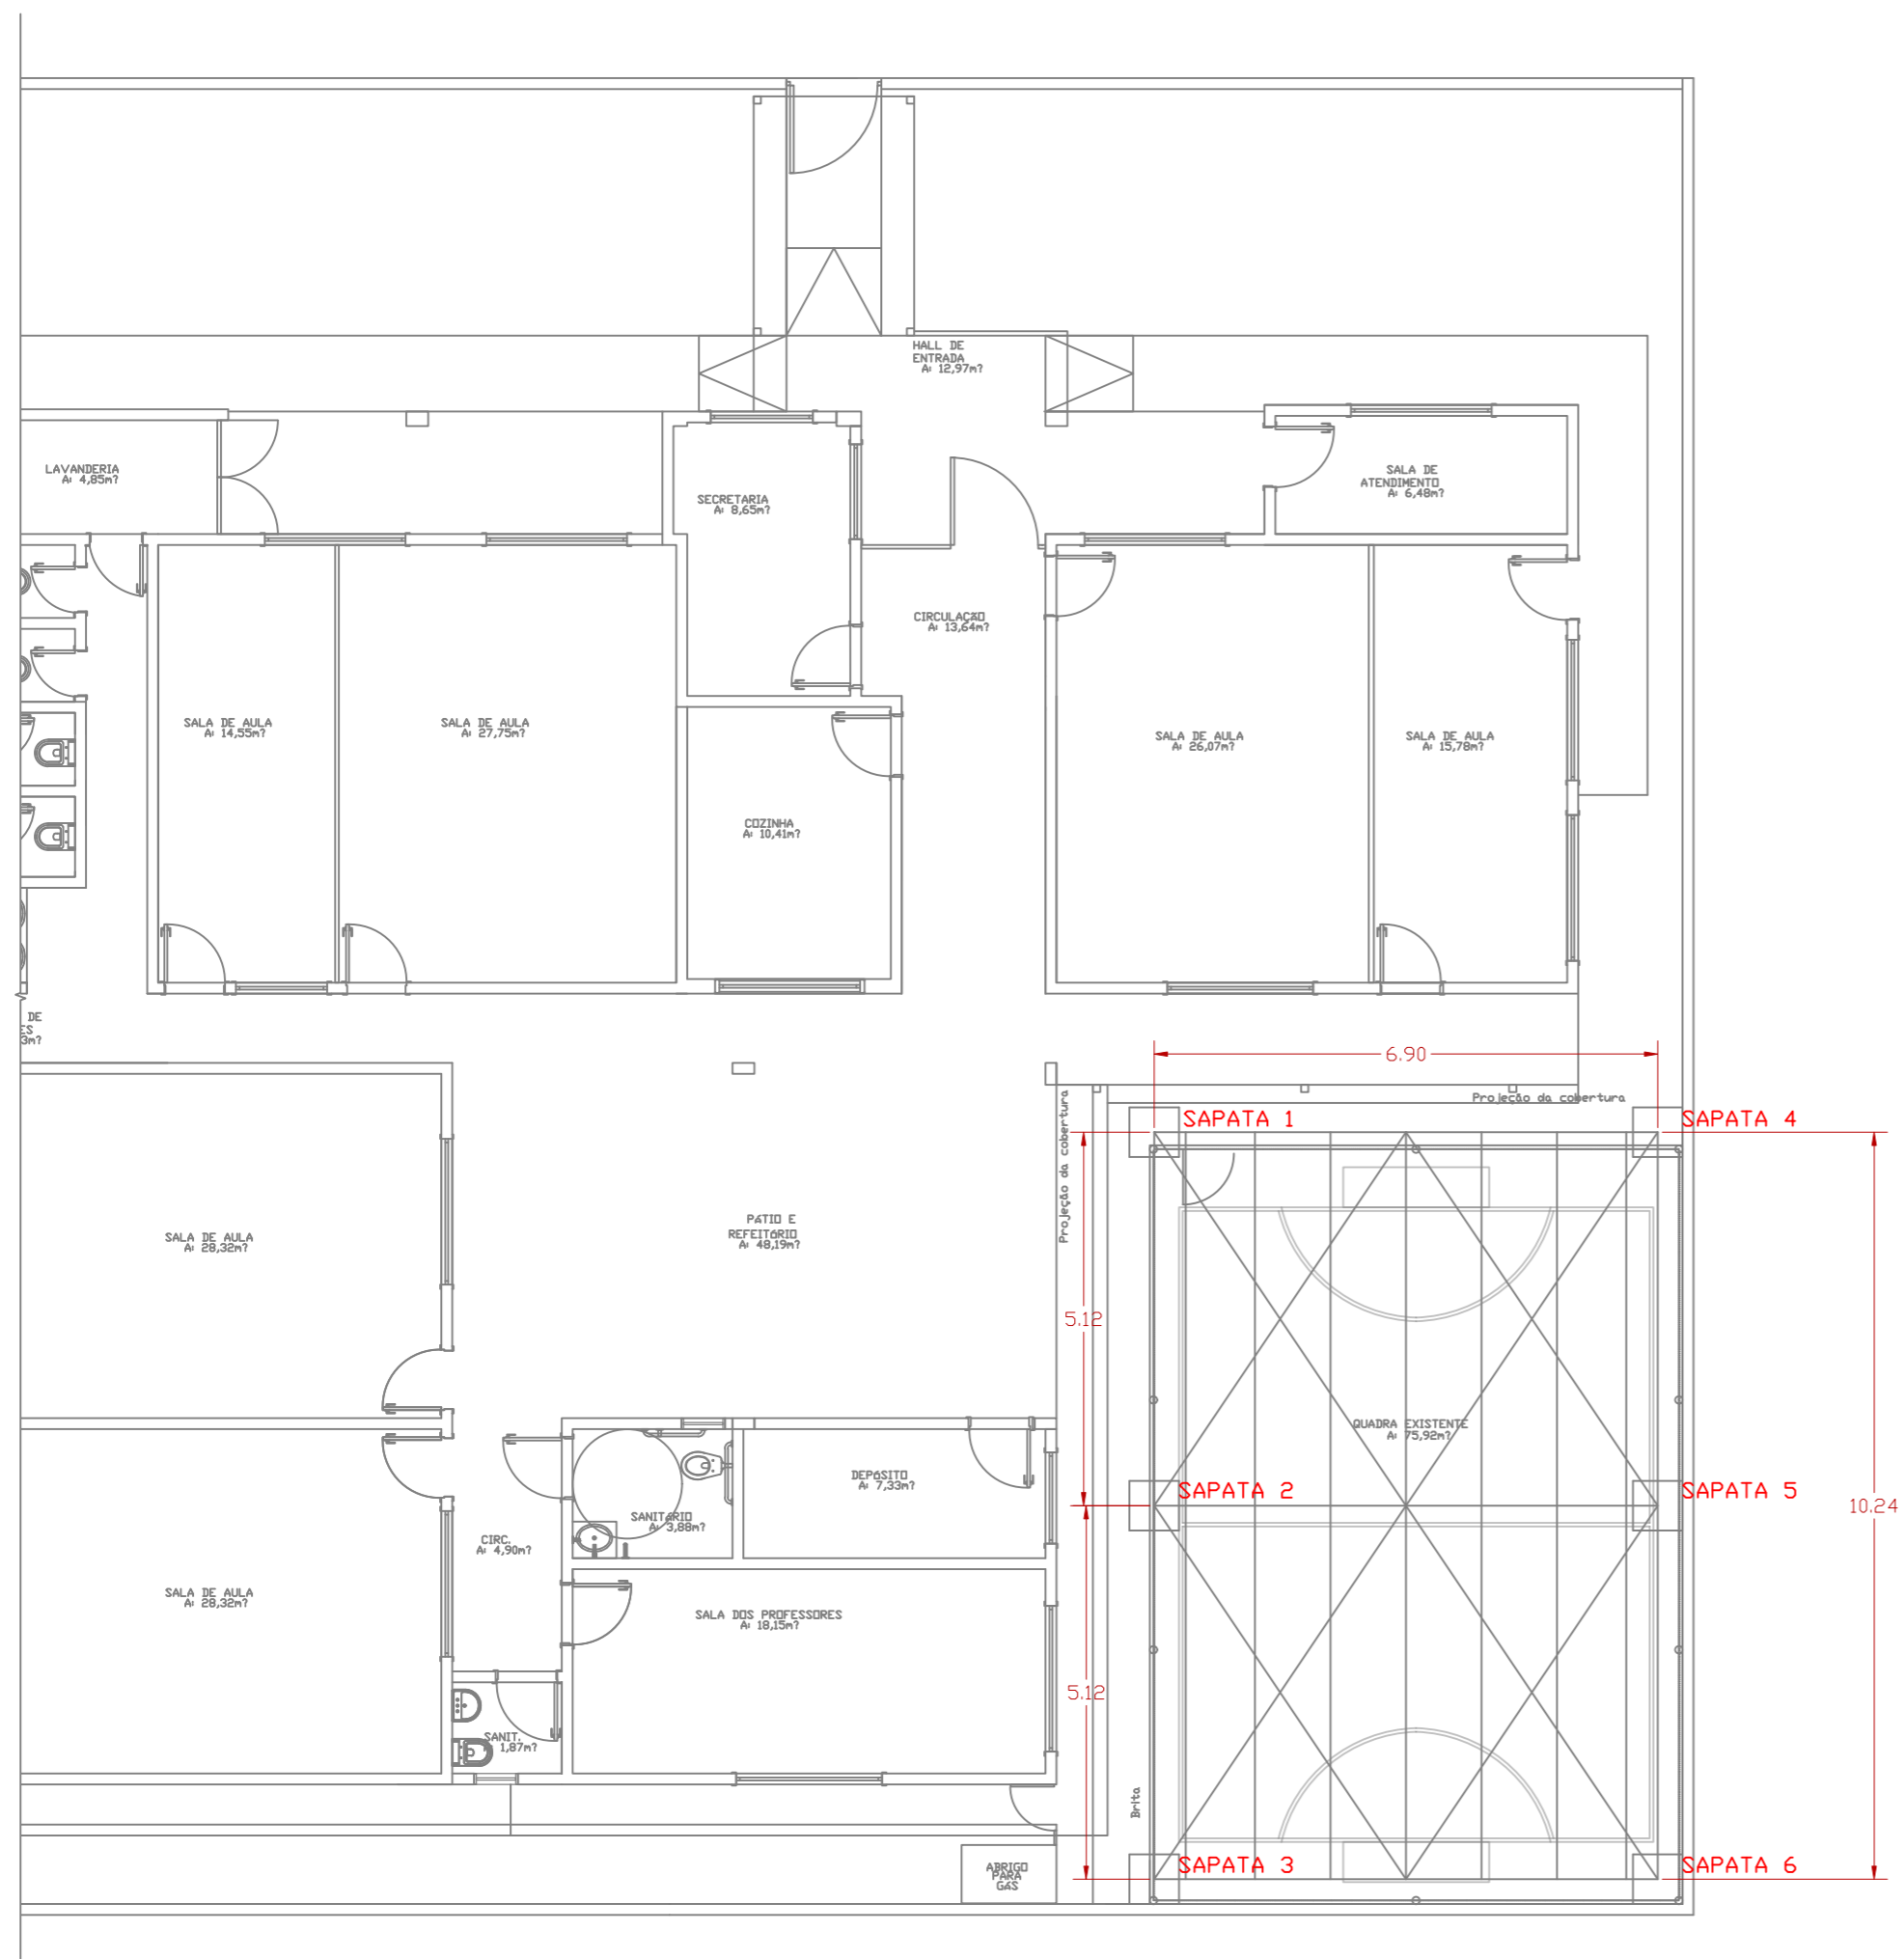 HALL DE
ENTRADA
A: 12,97m?
LAVANDERIA
A: 4,85m?
SECRETARIA
A: 8,65m?
SALA DE
ATENDIMENTO
A: 6,48m?
CIRCULAÇÃO
A: 13,64m?
SALA DE AULA
A: 14,55m?
SALA DE AULA
A: 27,75m?
SALA DE AULA
A: 26,07m?
SALA DE AULA
A: 15,78m?
COZINHA
A: 10,41m?
DE
ES
3m?
6.90
Projeção da cobertura
Projeção da cobertura
SAPATA 1
SAPATA 4
SALA DE AULA
A: 28,32m?
PÁTIO E
REFEITÓRIO
A: 48,19m?
5.12
QUADRA EXISTENTE
A: 75,92m?
DEPÓSITO
A: 7,33m?
SAPATA 2
SAPATA 5
10.24
SANITÁRIO
A: 3,88m?
CIRC.
A: 4,90m?
SALA DE AULA
A: 28,32m?
SALA DOS PROFESSORES
A: 18,15m?
5.12
SANIT.
A: 1,87m?
Brita
ABRIGO
PARA
GÁS
SAPATA 3
SAPATA 6